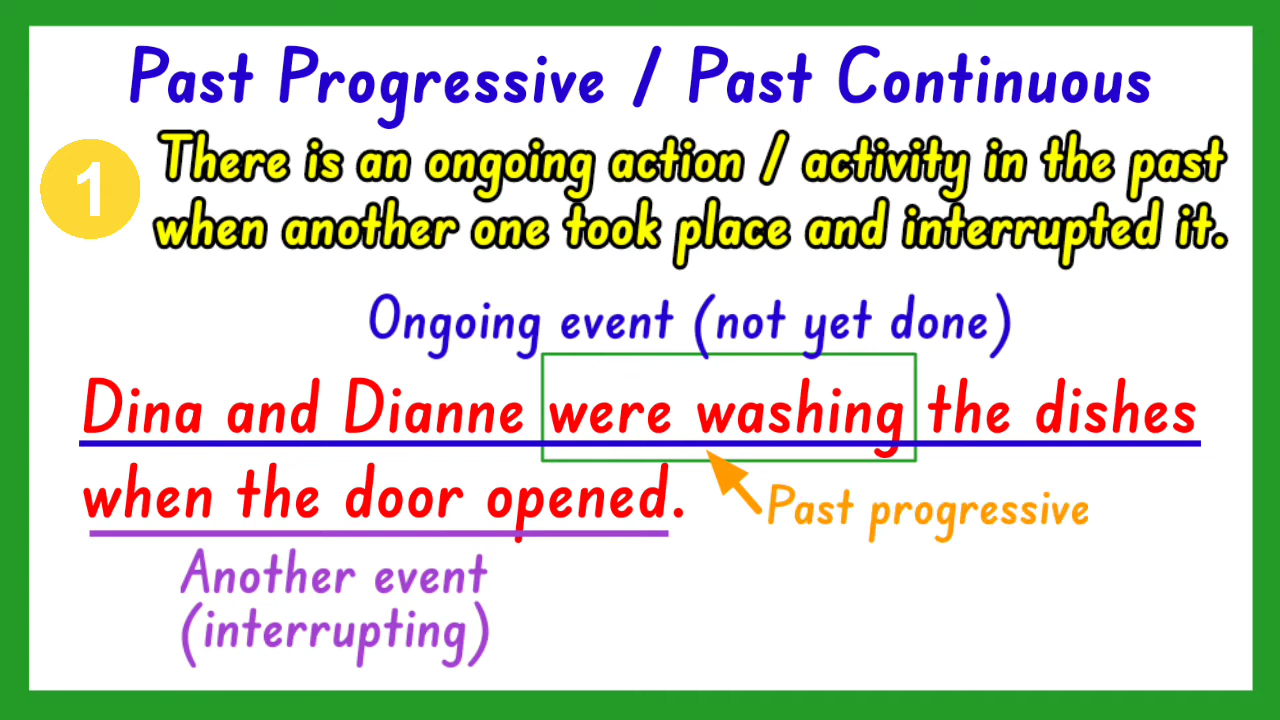 Past Progressive / Past Continuous
1
There is an ongoing action / activity in the past
when another one took place and interrupted it.
Ongoing event (not yet done)
Dina and Dianne were washing the dishes
when the door opened.
Past progressive
Another event
(interrupting)